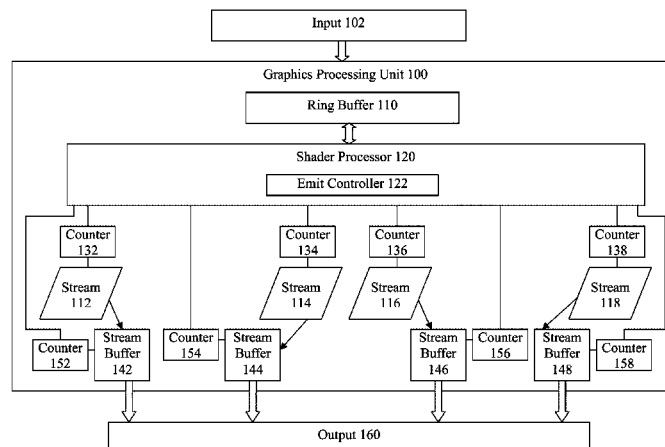 Input 102
Graphics Processing Unit 100
Ring Buffer 110
Shader Processor 120
Emit Controller 122
Counter
132
Counter
134
Counter
136
Counter
138
Stream
112
Stream
114
Stream
116
Stream
118
Counter
152
Stream
Buffer
142
Counter
154
Stream
Buffer
144
Stream
Buffer
146
Counter
156
Stream
Buffer
148
Counter
158
Output 160